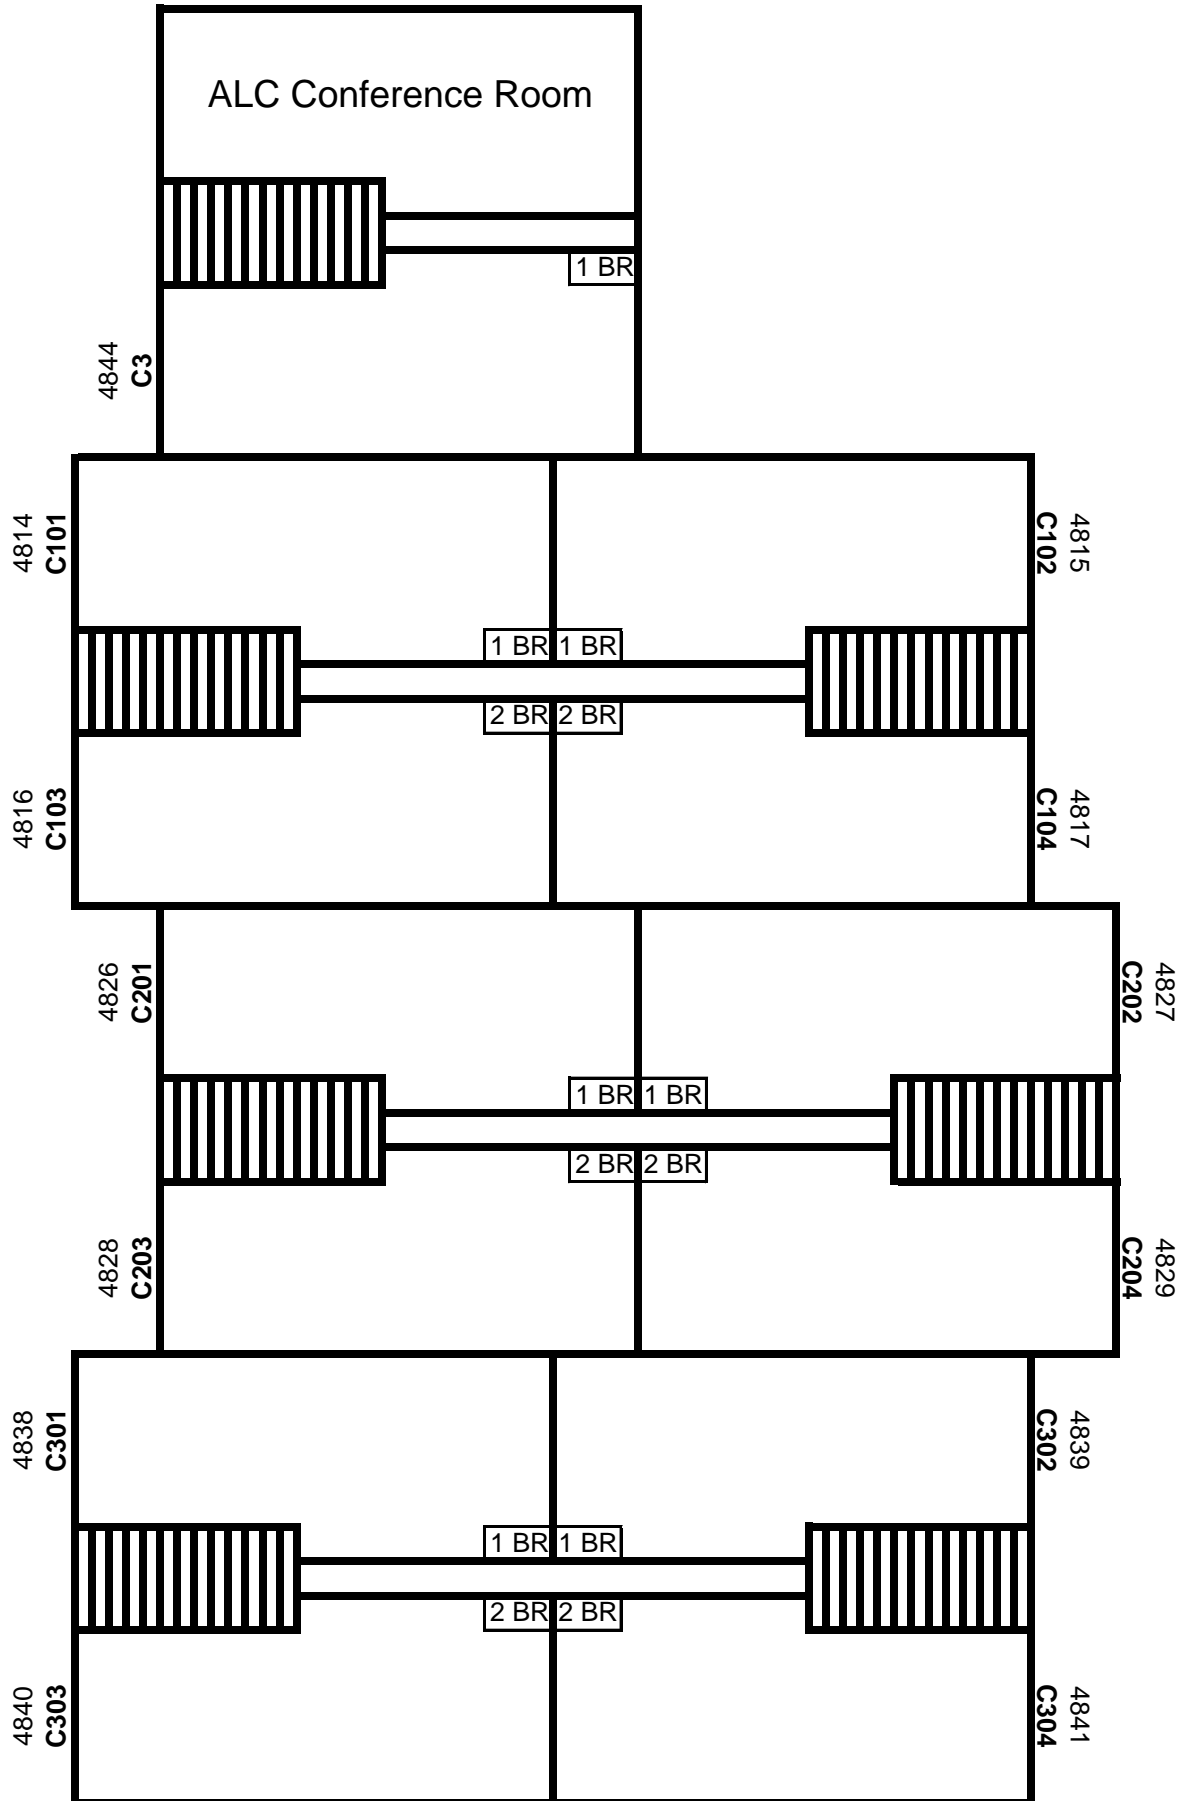 ALC Conference Room
1 BR
4844
C3
4814
C101
C102
4815
1 BR
1 BR
2 BR
2 BR
4816
C103
C104
4817
4826
C201
C202
4827
1 BR
1 BR
2 BR
2 BR
4828
C203
C204
4829
4838
C301
C302
4839
1 BR
1 BR
2 BR
2 BR
4840
C303
C304
4841